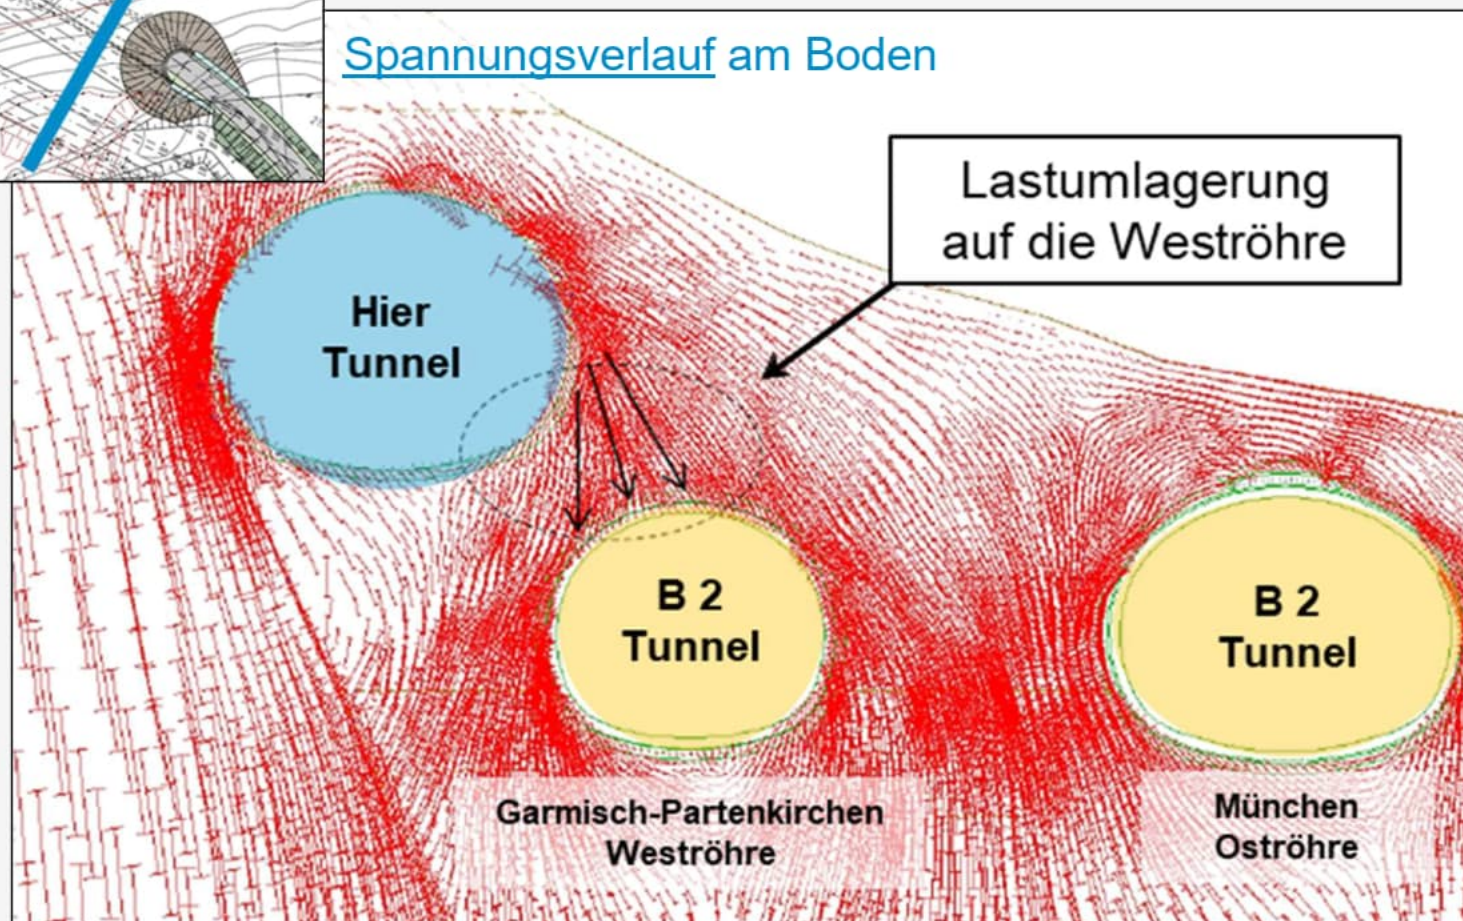 Spannungsverlauf am Boden
Lastumlagerung
auf die Weströhre
Hier
Tunnel
B 2
Tunnel
B 2
Tunnel
Garmisch-Partenkirchen
Weströhre
München
Oströhre